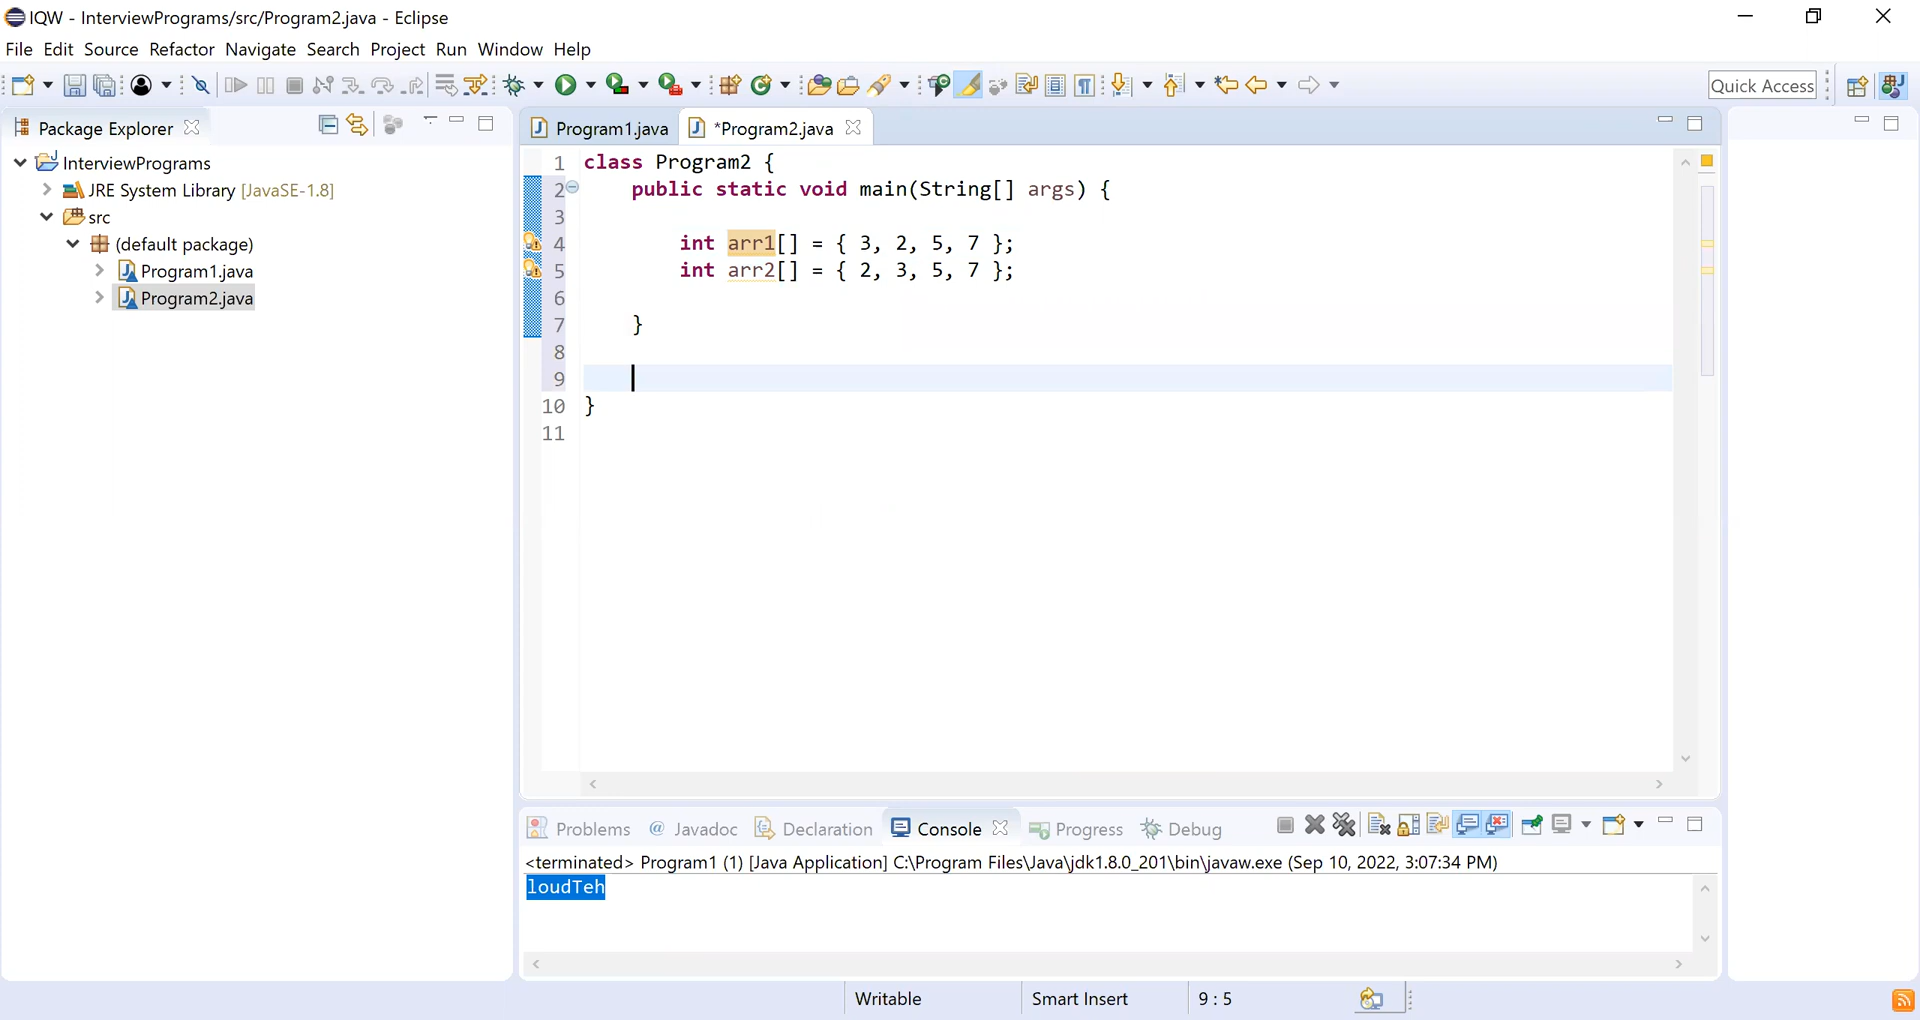 IQW - InterviewPrograms/src/Program2.java - Eclipse
File Edit Source Refactor Navigate Search Project Run Window Help
Quick Access
Package Explorer
InterviewPrograms
JRE System Library [JavaSE-1.8]
src
(default package)
Program1.java
Program2.java
Program1.java *Program2.java
1 class Program2 {
2 public static void main(String[] args) {
3
4 int arr1[] = { 3, 2, 5, 7 };
5 int arr2[] = { 2, 3, 5, 7 };
6
7 }
8
9
10 }
11
Problems @ Javadoc Declaration Console Progress Debug
<terminated> Program1 (1) [Java Application] C:\Program Files\Java\jdk1.8.0_201\bin\javaw.exe (Sep 10, 2022, 3:07:34 PM)
loudTeh
Writable Smart Insert 9 : 5